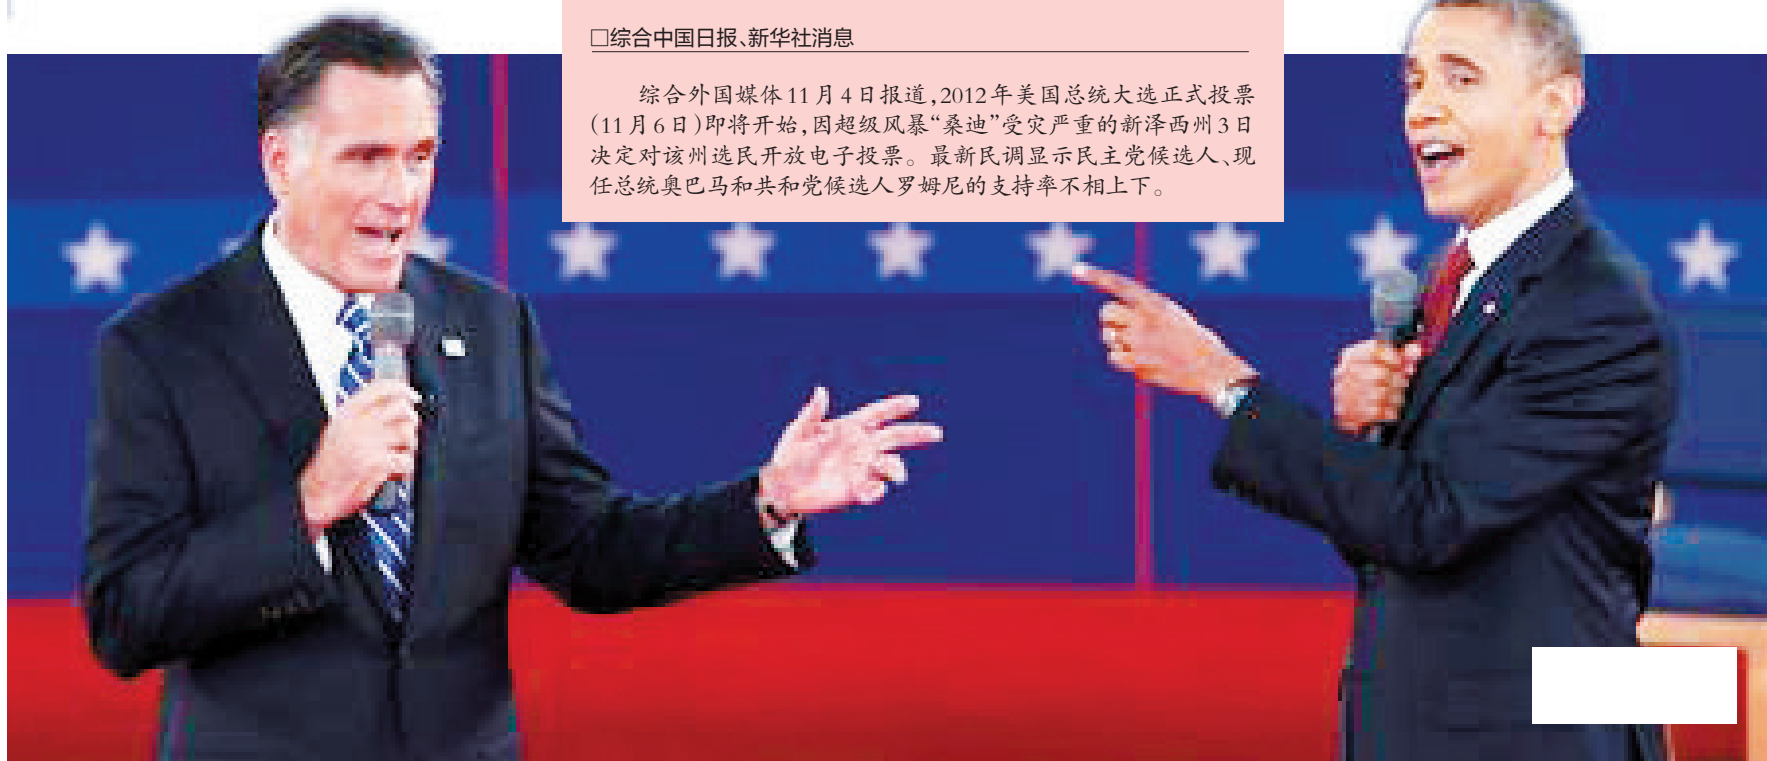 □综合中国日报、新华社消息
综合外国媒体11月4日报道,2012年美国总统大选正式投票
(11月6日)即将开始,因超级风暴“桑迪”受灾严重的新泽西州3日
决定对该州选民开放电子投票。最新民调显示民主党候选人、现
任总统奥巴马和共和党候选人罗姆尼的支持率不相上下。